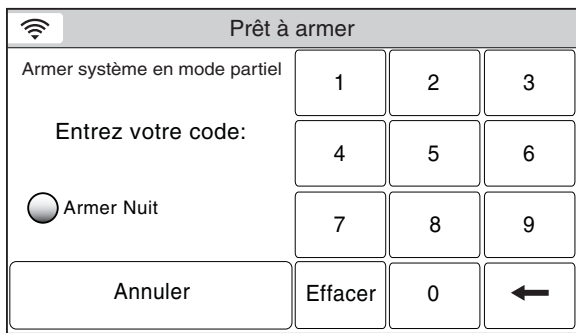 Prêt à armer
Armer système en mode partiel
Entrez votre code:
Armer Nuit
Annuler
1 2 3
4 5 6
7 8 9
Effacer 0